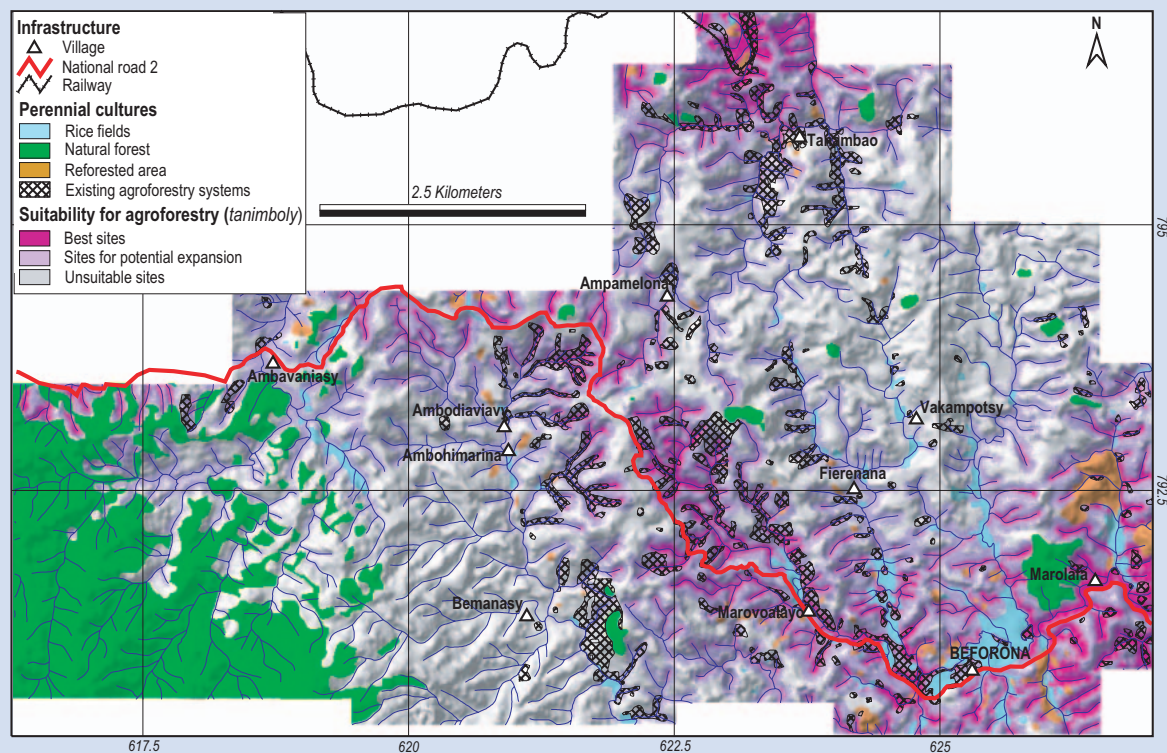 Infrastructure
Village
National road 2
Railway
Perennial cultures
Rice fields
Natural forest
Reforested area
Existing agroforestry systems
Suitability for agroforestry (tanimboly)
Best sites
Sites for potential expansion
Unsuitable sites
N
2.5 Kilometers
Tanambao
795
Ampamelona
Ambavaniasy
Ambodiaviavy
Vakampotsy
Ambohimarina
Fierenana
792.5
Marolafa
Bemanasy
Marovoalavo
BEFORONA
617.5
620
622.5
625